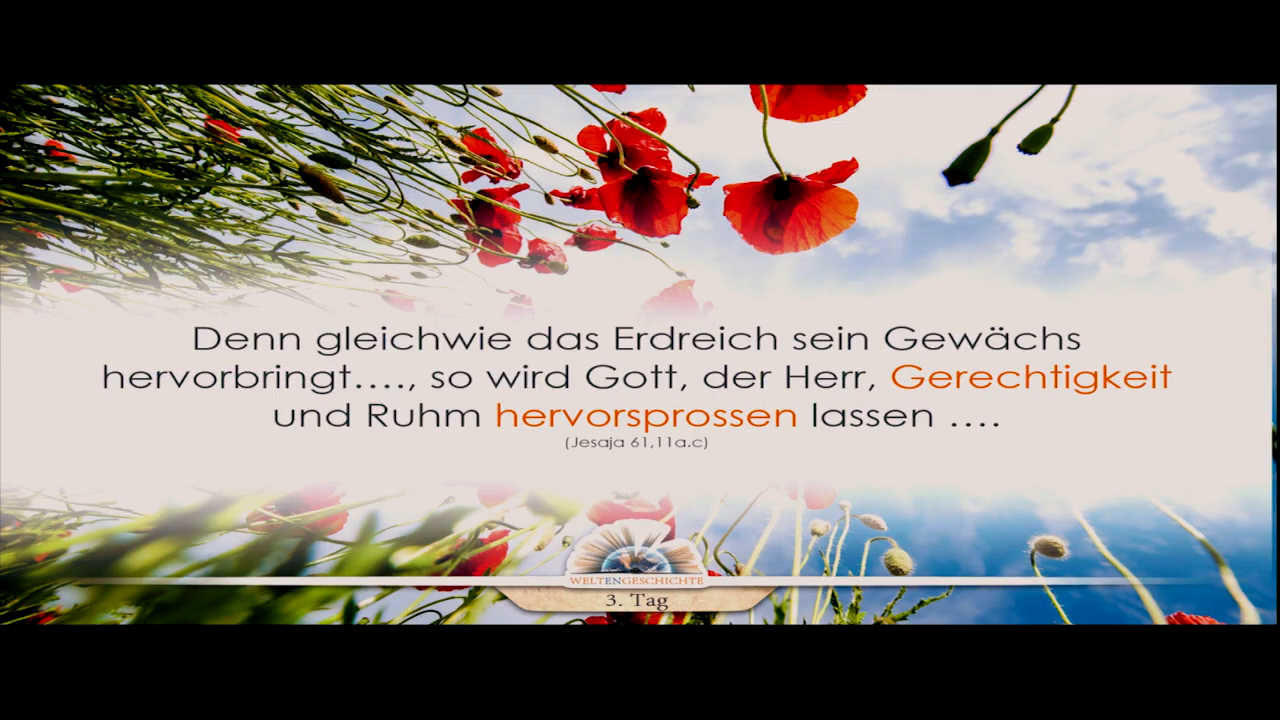 Denn gleichwie das Erdreich sein Gewächs
hervorbringt...., so wird Gott, der Herr, Gerechtigkeit
und Ruhm hervorsprossen lassen ....
(Jesaja 61,11a.c)
WELTENGESCHICHTE
3. Tag